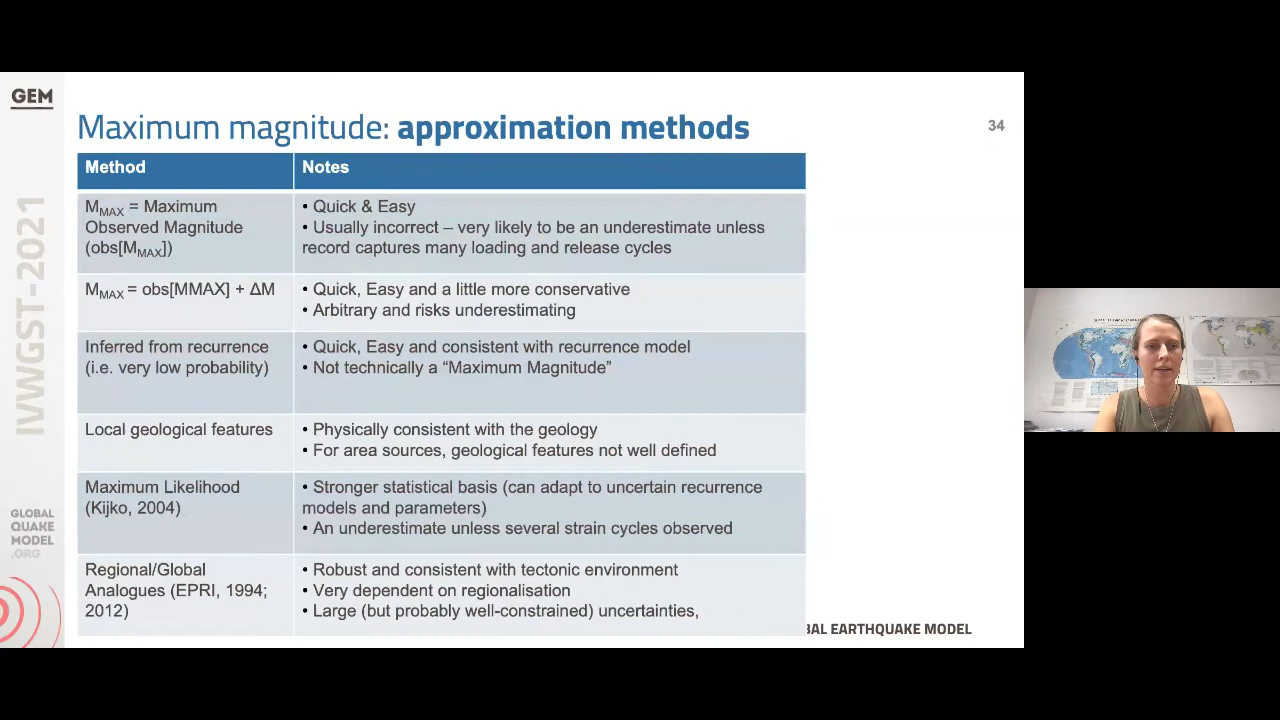 GEM
Maximum magnitude: approximation methods
34
Method
Notes
M_MAX = Maximum
Observed Magnitude
(obs[M_MAX])
• Quick & Easy
• Usually incorrect – very likely to be an underestimate unless
record captures many loading and release cycles
M_MAX = obs[MMAX] + ΔM
• Quick, Easy and a little more conservative
• Arbitrary and risks underestimating
Inferred from recurrence
(i.e. very low probability)
• Quick, Easy and consistent with recurrence model
• Not technically a “Maximum Magnitude”
Local geological features
• Physically consistent with the geology
• For area sources, geological features not well defined
Maximum Likelihood
(Kijko, 2004)
• Stronger statistical basis (can adapt to uncertain recurrence
models and parameters)
• An underestimate unless several strain cycles observed
Regional/Global
Analogues (EPRI, 1994;
2012)
• Robust and consistent with tectonic environment
• Very dependent on regionalisation
• Large (but probably well-constrained) uncertainties,
IVWGST-2021
GLOBAL
QUAKE
MODEL
.ORG
BAL EARTHQUAKE MODEL